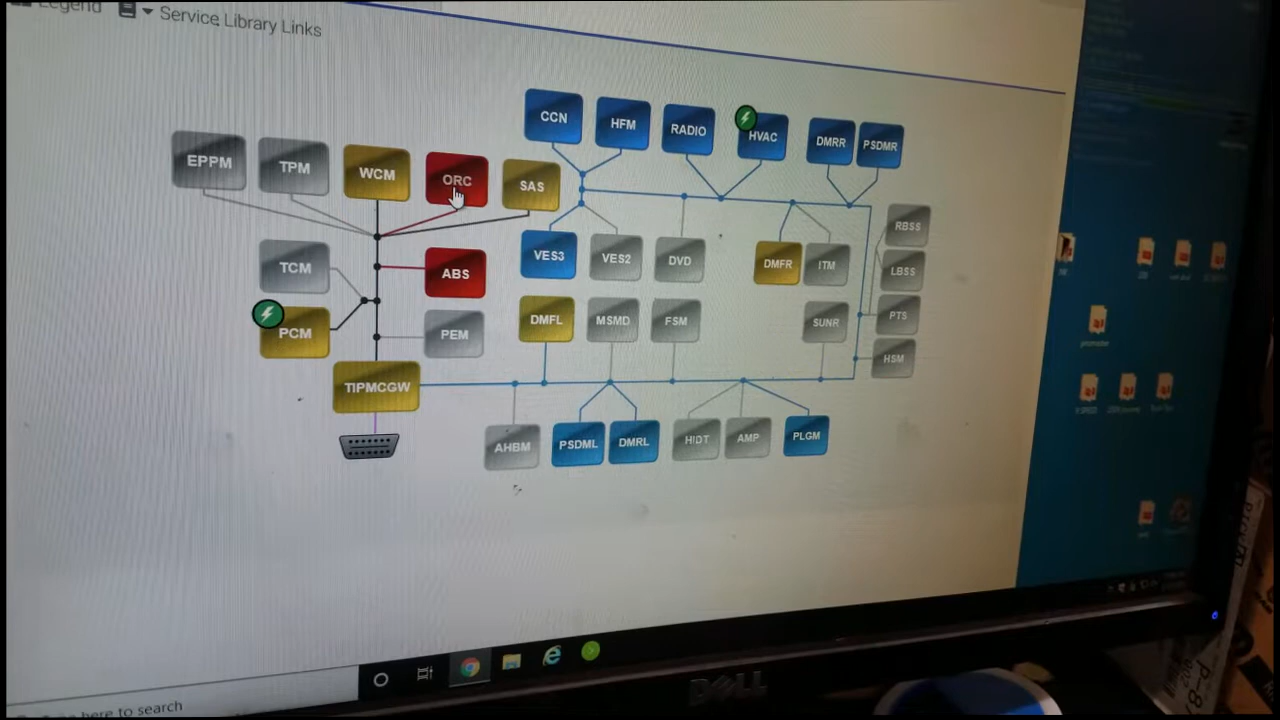 Legend
Service Library Links
CCN
HFM
RADIO
HVAC
DMRR
PSDMR
EPPM
TPM
WCM
ORC
SAS
RBSS
TCM
ABS
VES3
VES2
DVD
DMFR
ITM
LBSS
PCM
PEM
DMFL
MSMD
FSM
SUNR
PTS
HSM
TIPMCGW
AHBM
PSDML
DMRL
HIDT
AMP
PLGM
here to search
DELL